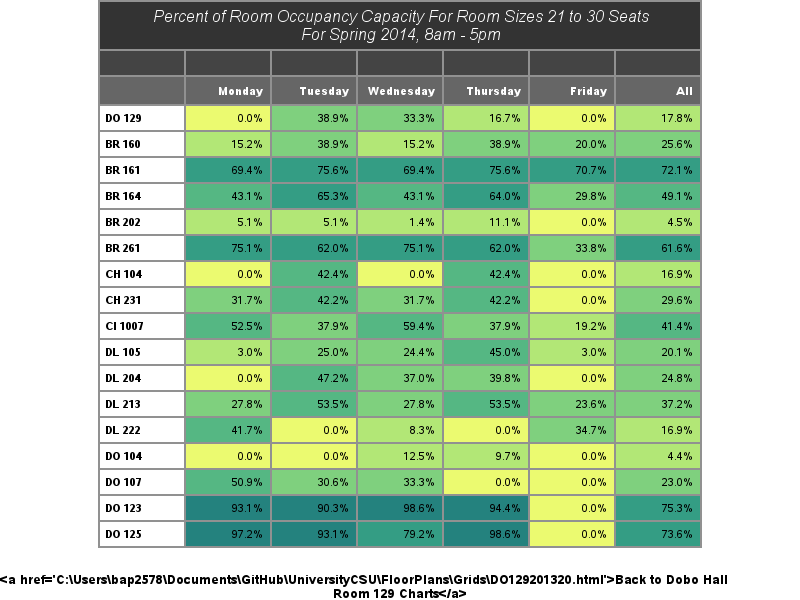 Percent of Room Occupancy Capacity For Room Sizes 21 to 30 Seats
For Spring 2014, 8am - 5pm
Monday Tuesday Wednesday Thursday Friday All
DO 129 0.0% 38.9% 33.3% 16.7% 0.0% 17.8%
BR 160 15.2% 38.9% 15.2% 38.9% 20.0% 25.6%
BR 161 69.4% 75.6% 69.4% 75.6% 70.7% 72.1%
BR 164 43.1% 65.3% 43.1% 64.0% 29.8% 49.1%
BR 202 5.1% 5.1% 1.4% 11.1% 0.0% 4.5%
BR 261 75.1% 62.0% 75.1% 62.0% 33.8% 61.6%
CH 104 0.0% 42.4% 0.0% 42.4% 0.0% 16.9%
CH 231 31.7% 42.2% 31.7% 42.2% 0.0% 29.6%
CI 1007 52.5% 37.9% 59.4% 37.9% 19.2% 41.4%
DL 105 3.0% 25.0% 24.4% 45.0% 3.0% 20.1%
DL 204 0.0% 47.2% 37.0% 39.8% 0.0% 24.8%
DL 213 27.8% 53.5% 27.8% 53.5% 23.6% 37.2%
DL 222 41.7% 0.0% 8.3% 0.0% 34.7% 16.9%
DO 104 0.0% 0.0% 12.5% 9.7% 0.0% 4.4%
DO 107 50.9% 30.6% 33.3% 0.0% 0.0% 23.0%
DO 123 93.1% 90.3% 98.6% 94.4% 0.0% 75.3%
DO 125 97.2% 93.1% 79.2% 98.6% 0.0% 73.6%
<a href='C:\Users\bap2578\Documents\GitHub\UniversityCSU\FloorPlans\Grids\DO129201320.html'>Back to Dobo Hall
Room 129 Charts</a>